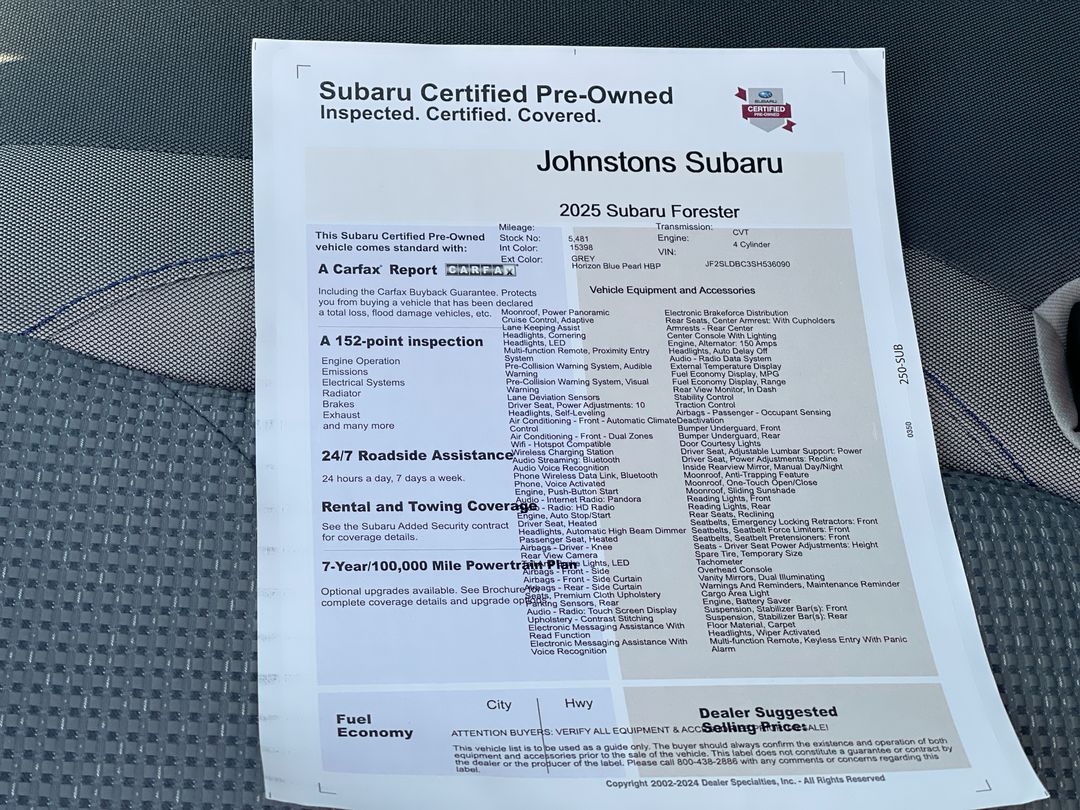 Subaru Certified Pre-Owned
Inspected. Certified. Covered.
SUBARU
CERTIFIED
PRE-OWNED
Johnstons Subaru
2025 Subaru Forester
This Subaru Certified Pre-Owned
vehicle comes standard with:
A Carfax® Report CARFAX
Including the Carfax Buyback Guarantee. Protects
you from buying a vehicle that has been declared
a total loss, flood damage vehicles, etc.
A 152-point inspection
Engine Operation
Emissions
Electrical Systems
Radiator
Brakes
Exhaust
and many more
24/7 Roadside Assistance
24 hours a day, 7 days a week.
Rental and Towing Coverage
See the Subaru Added Security contract
for coverage details.
7-Year/100,000 Mile Powertrain Plan
Optional upgrades available. See Brochure for
complete coverage details and upgrade options.
Mileage: 5,481
Stock No: 15398
Int Color: GREY
Ext Color: Horizon Blue Pearl HBP
Transmission: CVT
Engine: 4 Cylinder
VIN: JF2SLDBC3SH536090
Vehicle Equipment and Accessories
Moonroof, Power Panoramic
Cruise Control, Adaptive
Lane Keeping Assist
Headlights, Cornering
Headlights, LED
Multi-function Remote, Proximity Entry
System
Pre-Collision Warning System, Audible
Warning
Pre-Collision Warning System, Visual
Warning
Lane Deviation Sensors
Driver Seat, Power Adjustments: 10
Headlights, Self-Leveling
Air Conditioning - Front - Automatic Climate
Control
Air Conditioning - Front - Dual Zones
Wifi - Hotspot Compatible
Wireless Charging Station
Audio Streaming: Bluetooth
Audio Voice Recognition
Phone Wireless Data Link, Bluetooth
Phone, Voice Activated
Engine, Push-Button Start
Audio - Internet Radio: Pandora
Audio - Radio: HD Radio
Engine, Auto Stop/Start
Driver Seat, Heated
Headlights, Automatic High Beam Dimmer
Passenger Seat, Heated
Airbags - Driver - Knee
Rear View Camera
Lights, LED
Airbags - Front - Side
Airbags - Front - Side Curtain
Airbags - Rear - Side Curtain
Seats, Premium Cloth Upholstery
Parking Sensors, Rear
Audio - Radio: Touch Screen Display
Upholstery - Contrast Stitching
Electronic Messaging Assistance With
Read Function
Electronic Messaging Assistance With
Voice Recognition
Electronic Brakeforce Distribution
Rear Seats, Center Armrest: With Cupholders
Armrests - Rear Center
Center Console With Lighting
Engine, Alternator: 150 Amps
Headlights, Auto Delay Off
Audio - Radio Data System
External Temperature Display
Fuel Economy Display, MPG
Fuel Economy Display, Range
Rear View Monitor, In Dash
Stability Control
Traction Control
Airbags - Passenger - Occupant Sensing
Deactivation
Bumper Underguard, Front
Bumper Underguard, Rear
Door Courtesy Lights
Driver Seat, Adjustable Lumbar Support: Power
Driver Seat, Power Adjustments: Recline
Inside Rearview Mirror, Manual Day/Night
Moonroof, Anti-Trapping Feature
Moonroof, One-Touch Open/Close
Moonroof, Sliding Sunshade
Reading Lights, Front
Reading Lights, Rear
Rear Seats, Reclining
Seatbelts, Emergency Locking Retractors: Front
Seatbelts, Seatbelt Force Limiters: Front
Seatbelts, Seatbelt Pretensioners: Front
Seats - Driver Seat Power Adjustments: Height
Spare Tire, Temporary Size
Tachometer
Overhead Console
Vanity Mirrors, Dual Illuminating
Warnings And Reminders, Maintenance Reminder
Cargo Area Light
Engine, Battery Saver
Suspension, Stabilizer Bar(s): Front
Suspension, Stabilizer Bar(s): Rear
Floor Material, Carpet
Headlights, Wiper Activated
Multi-function Remote, Keyless Entry With Panic
Alarm
250-SUB
0350
Fuel
Economy
City
Hwy
Dealer Suggested
Selling Price:
ATTENTION BUYERS: VERIFY ALL EQUIPMENT & SALE!
This vehicle list is to be used as a guide only. The buyer should always confirm the existence and operation of both
equipment and accessories prior to the sale of the vehicle. This label does not constitute a guarantee or contract by
the dealer or the producer of the label. Please call 800-438-2886 with any comments or concerns regarding this
label.
Copyright 2002-2024 Dealer Specialties, Inc. - All Rights Reserved